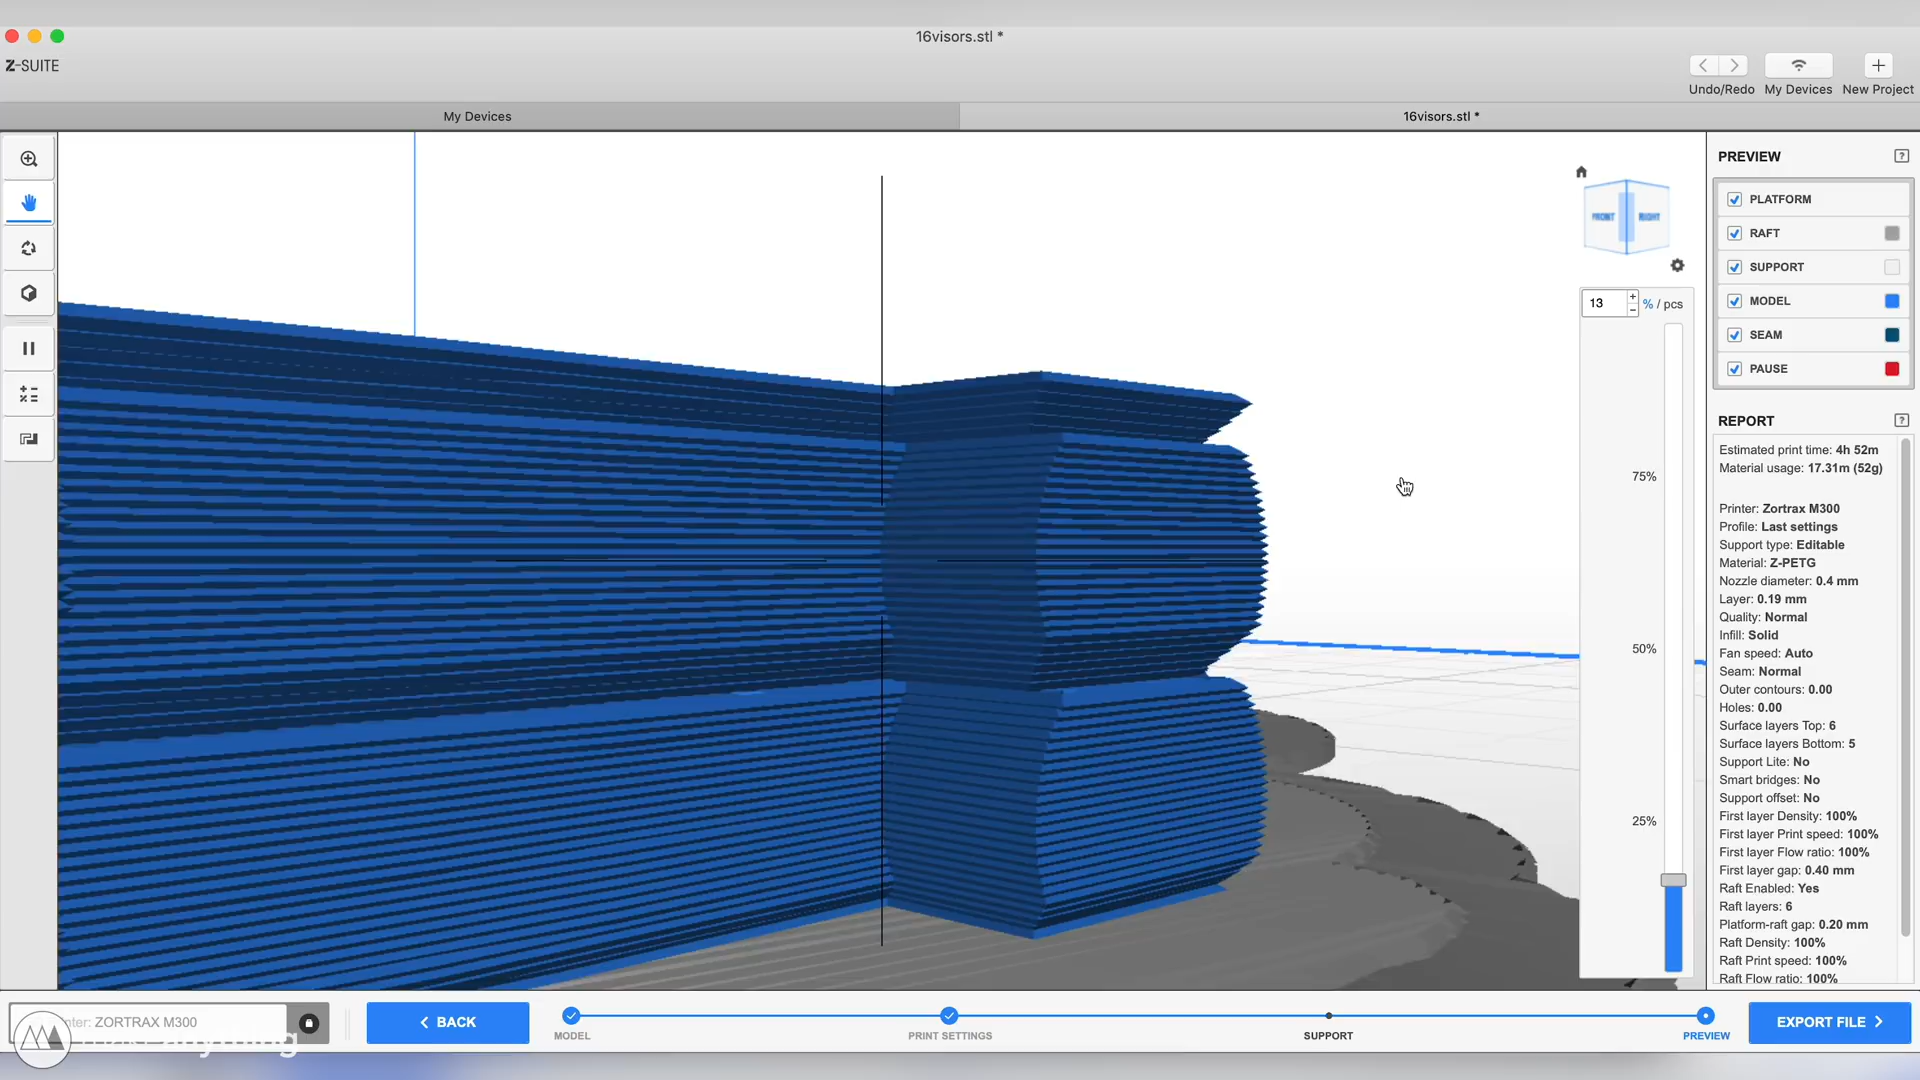 16visors.stl *
Z-SUITE
Undo/Redo
My Devices
New Project
My Devices
16visors.stl *
FRONT
RIGHT
13
+
−
% / pcs
75%
50%
25%
PREVIEW
?
PLATFORM
RAFT
SUPPORT
MODEL
SEAM
PAUSE
REPORT
?
Estimated print time: 4h 52m
Material usage: 17.31m (52g)
Printer: Zortrax M300
Profile: Last settings
Support type: Editable
Material: Z-PETG
Nozzle diameter: 0.4 mm
Layer: 0.19 mm
Quality: Normal
Infill: Solid
Fan speed: Auto
Seam: Normal
Outer contours: 0.00
Holes: 0.00
Surface layers Top: 6
Surface layers Bottom: 5
Support Lite: No
Smart bridges: No
Support offset: No
First layer Density: 100%
First layer Print speed: 100%
First layer Flow ratio: 100%
First layer gap: 0.40 mm
Raft Enabled: Yes
Raft layers: 6
Platform-raft gap: 0.20 mm
Raft Density: 100%
Raft Print speed: 100%
Raft Flow ratio: 100%
ZORTRAX M300
BACK
MODEL
PRINT SETTINGS
SUPPORT
PREVIEW
EXPORT FILE